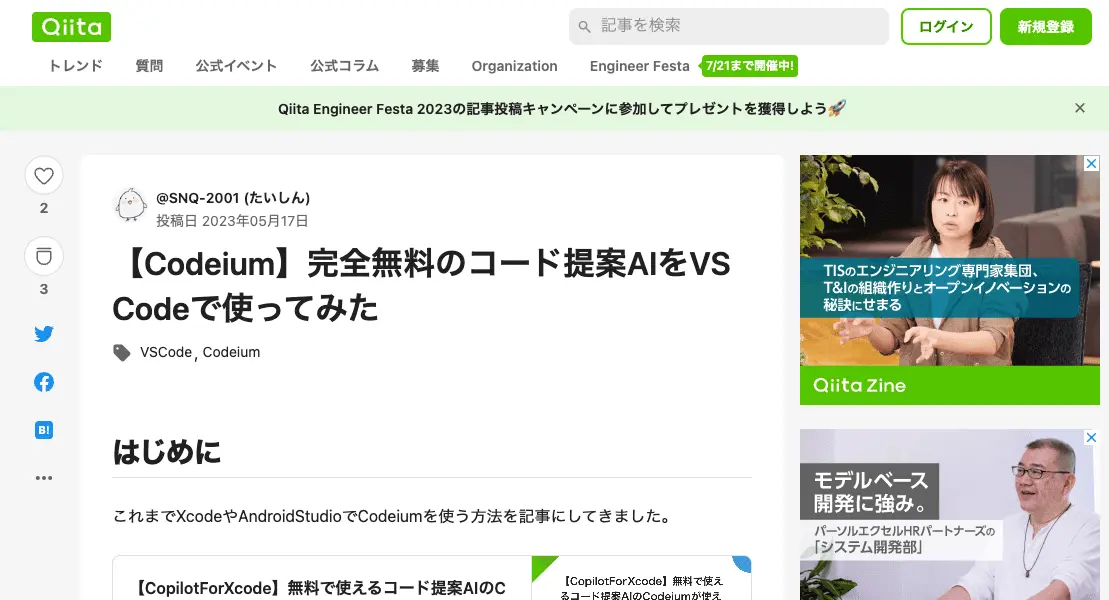 Qiita
記事を検索
ログイン
新規登録
トレンド
質問
公式イベント
公式コラム
募集
Organization
Engineer Festa
7/21まで開催中!
Qiita Engineer Festa 2023の記事投稿キャンペーンに参加してプレゼントを獲得しよう🚀
2
3
B!
@SNQ-2001 (たいしん)
投稿日 2023年05月17日
【Codeium】完全無料のコード提案AIをVS
Codeで使ってみた
VSCode, Codeium
はじめに
これまでXcodeやAndroidStudioでCodeiumを使う方法を記事にしてきました。
【CopilotForXcode】無料で使えるコード提案AIのC
【CopilotForXcode】無料で使え
るコード提案AIのCodeiumが使え
TISのエンジニアリング専門家集団、
T&Iの組織作りとオープンイノベーションの
秘訣にせまる
Qiita Zine
モデルベース
開発に強み。
パーソルエクセルHRパートナーズの
「システム開発部」